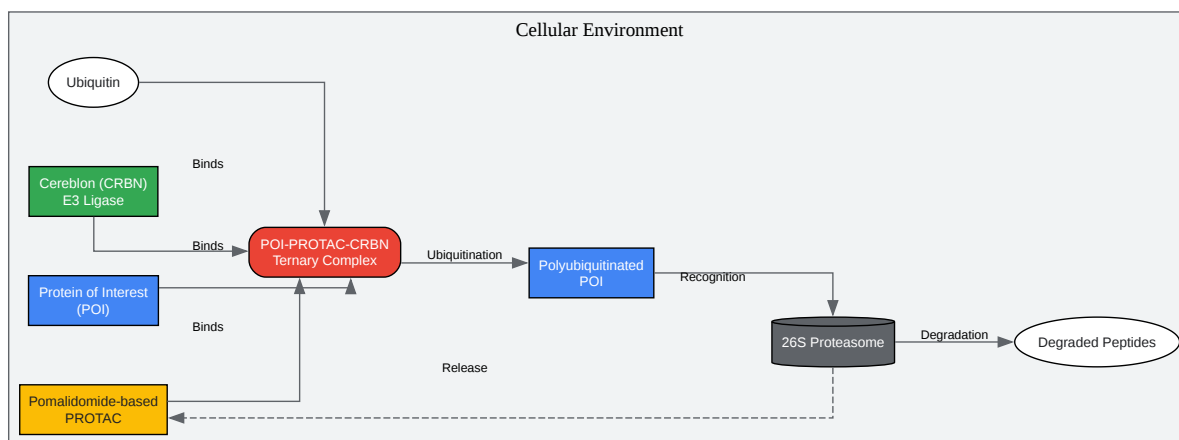 Cellular Environment
Ubiquitin
Binds
Cereblon (CRBN)
E3 Ligase
Binds
POI-PROTAC-CRBN
Ternary Complex
Ubiquitination
Polyubiquitinated
POI
Recognition
Protein of Interest
(POI)
Binds
26S Proteasome
Degradation
Degraded Peptides
Release
Pomalidomide-based
PROTAC